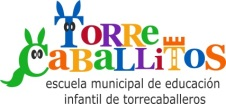 TORRE
CABALLITOS
escuela municipal de educación
infantil de torrecaballeros